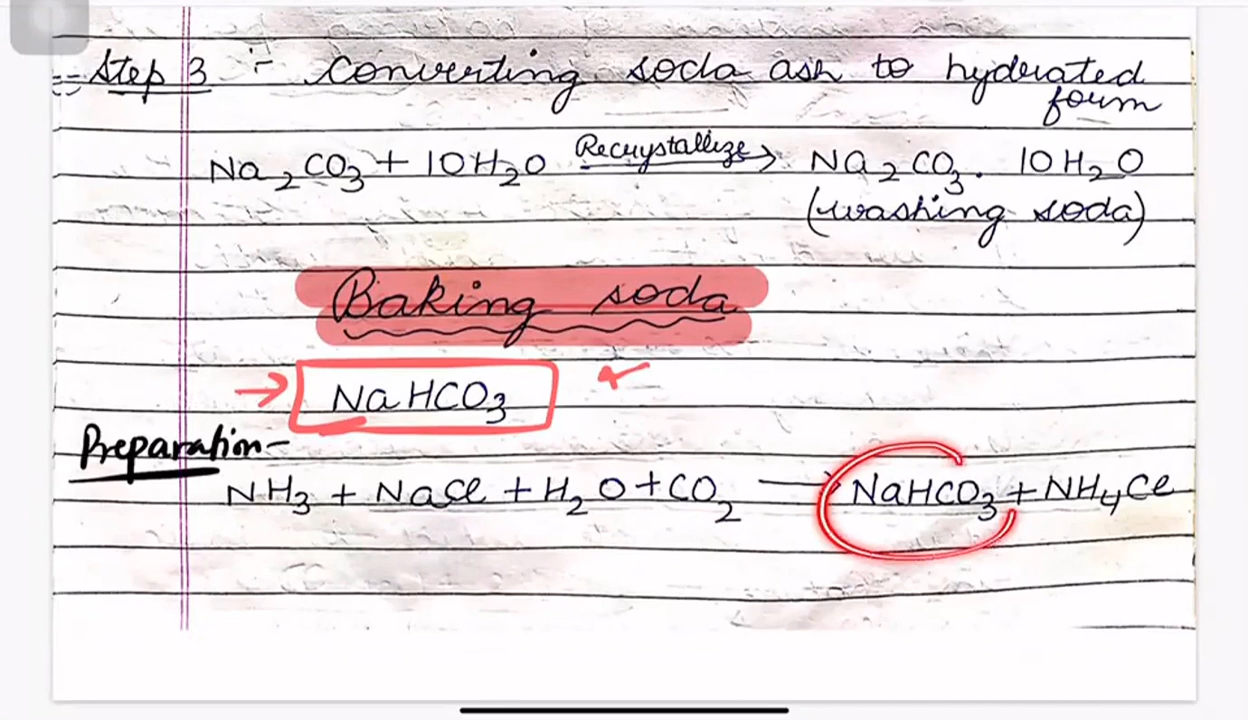 Step 3 :- Converting soda ash to hydrated
form
Na2CO3 + 10H2O Recrystallize → Na2CO3. 10H2O
(washing soda)
Baking soda
→ NaHCO3
Preparation-
NH3 + NaCl + H2O + CO2 → NaHCO3 + NH4Cl